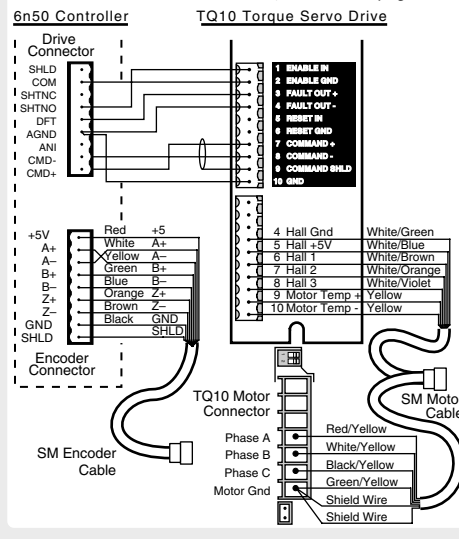 6n50 Controller
TQ10 Torque Servo Drive
Drive
Connector
SHLD
COM
SHTNC
SHTNO
DFT
AGND
ANI
CMD-
CMD+
1 ENABLE IN
2 ENABLE GND
3 FAULT OUT +
4 FAULT OUT -
5 RESET IN
6 RESET GND
7 COMMAND +
8 COMMAND -
9 COMMAND SHLD
10 GND
+5V Red +5
A+ White A+
A– Yellow A–
B+ Green B+
B– Blue B–
Z+ Orange Z+
Z– Brown Z–
GND Black GND
SHLD SHLD
Encoder
Connector
4 Hall Gnd White/Green
5 Hall +5V White/Blue
6 Hall 1 White/Brown
7 Hall 2 White/Orange
8 Hall 3 White/Violet
9 Motor Temp + Yellow
10 Motor Temp - Yellow
SM Encoder
Cable
TQ10 Motor
Connector
SM Motor
Cable
Phase A Red/Yellow
Phase B White/Yellow
Phase C Black/Yellow
Motor Gnd Green/Yellow
Shield Wire
Shield Wire